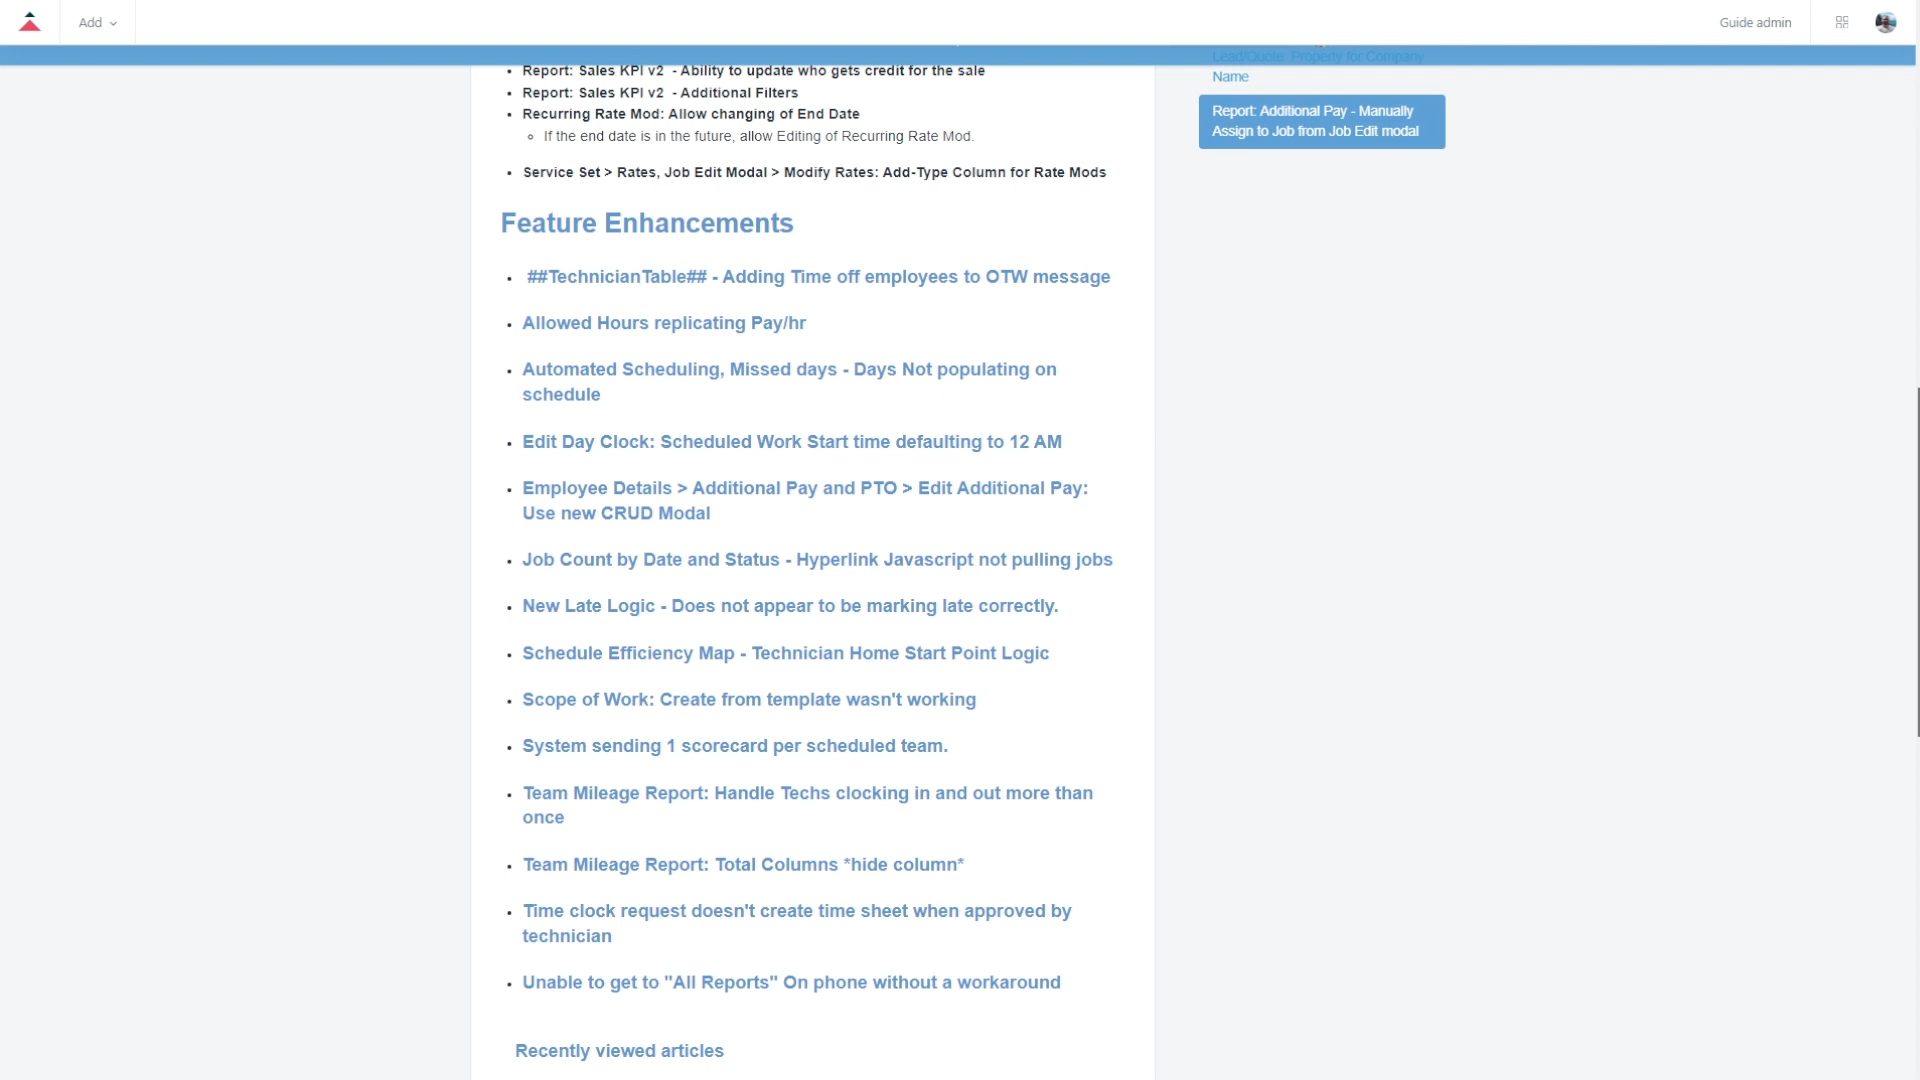 Add
Guide admin
Lead/Quote: Property for Company
Name
Report: Additional Pay - Manually
Assign to Job from Job Edit modal
• Report: Sales KPI v2 - Ability to update who gets credit for the sale
• Report: Sales KPI v2 - Additional Filters
• Recurring Rate Mod: Allow changing of End Date
◦ If the end date is in the future, allow Editing of Recurring Rate Mod.
• Service Set > Rates, Job Edit Modal > Modify Rates: Add-Type Column for Rate Mods
Feature Enhancements
• ##TechnicianTable## - Adding Time off employees to OTW message
• Allowed Hours replicating Pay/hr
• Automated Scheduling, Missed days - Days Not populating on
schedule
• Edit Day Clock: Scheduled Work Start time defaulting to 12 AM
• Employee Details > Additional Pay and PTO > Edit Additional Pay:
Use new CRUD Modal
• Job Count by Date and Status - Hyperlink Javascript not pulling jobs
• New Late Logic - Does not appear to be marking late correctly.
• Schedule Efficiency Map - Technician Home Start Point Logic
• Scope of Work: Create from template wasn't working
• System sending 1 scorecard per scheduled team.
• Team Mileage Report: Handle Techs clocking in and out more than
once
• Team Mileage Report: Total Columns *hide column*
• Time clock request doesn't create time sheet when approved by
technician
• Unable to get to "All Reports" On phone without a workaround
Recently viewed articles